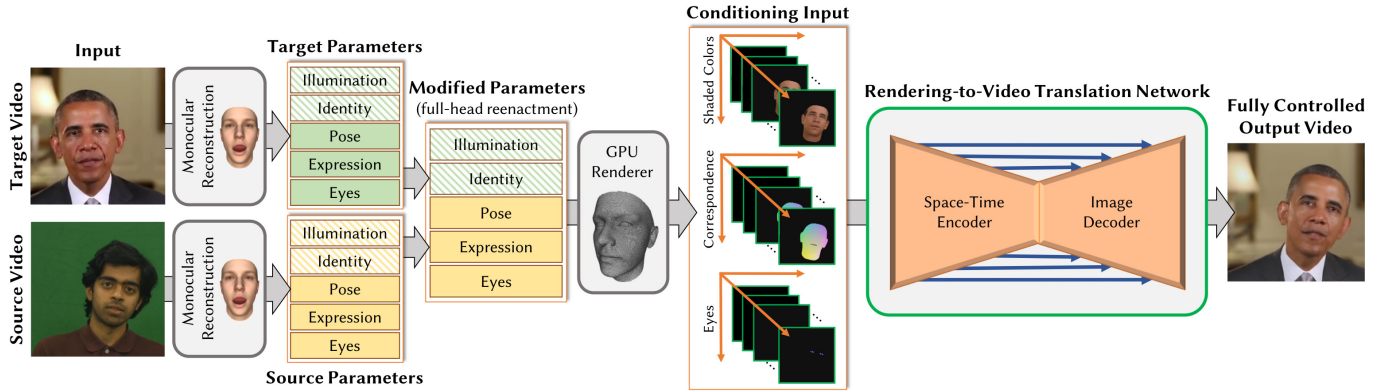 Input
Target Video
Monocular
Reconstruction
Target Parameters
Illumination
Identity
Pose
Expression
Eyes
Source Video
Monocular
Reconstruction
Illumination
Identity
Pose
Expression
Eyes
Source Parameters
Modified Parameters
(full-head reenactment)
Illumination
Identity
Pose
Expression
Eyes
GPU
Renderer
Conditioning Input
Shaded Colors
Correspondence
Eyes
Rendering-to-Video Translation Network
Space-Time
Encoder
Image
Decoder
Fully Controlled
Output Video